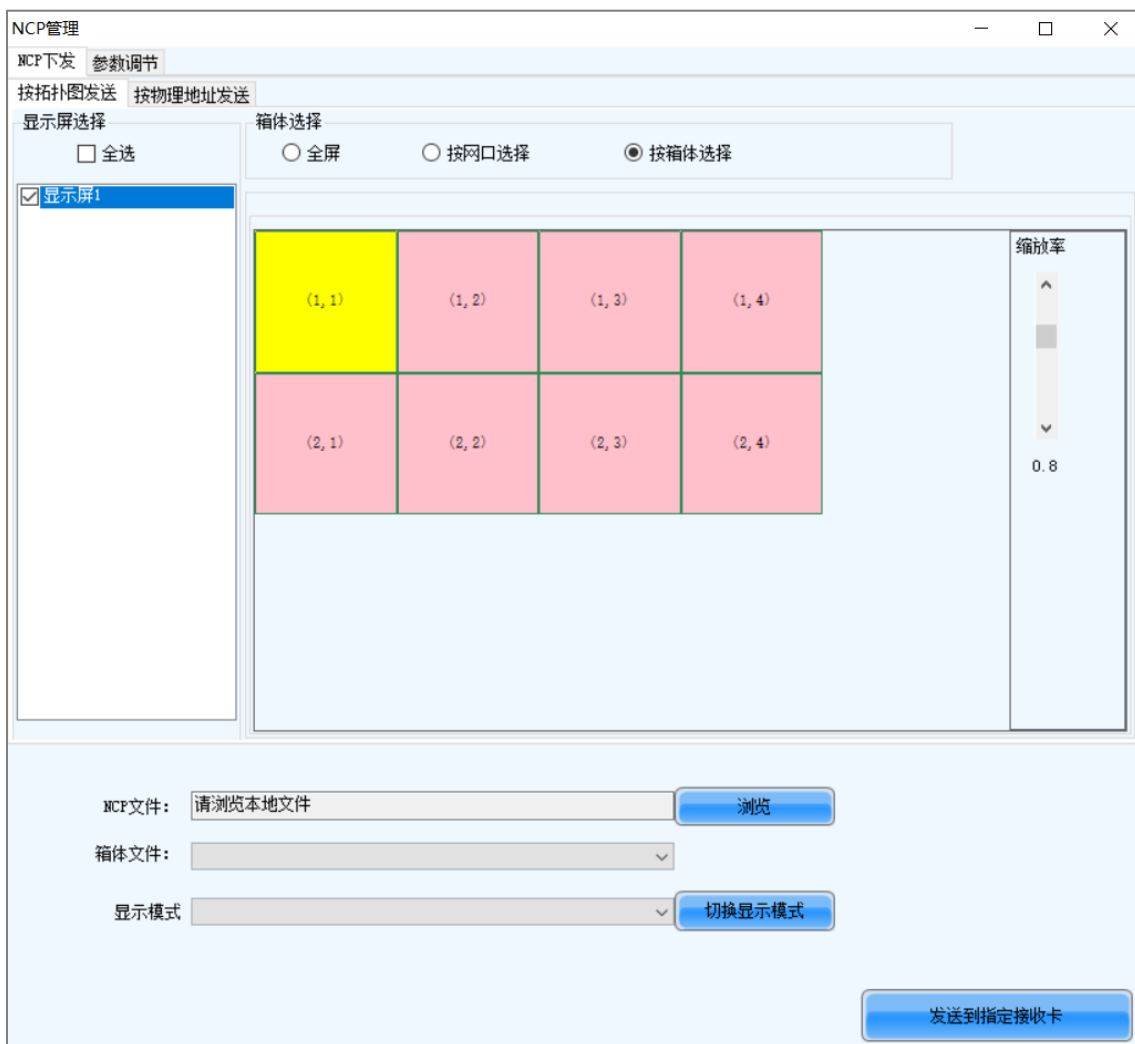 NCP管理
NCP下发 参数调节
按拓扑图发送 按物理地址发送
显示屏选择 箱体选择
全选 全屏 按网口选择 按箱体选择
显示屏1
缩放率
(1,1) (1,2) (1,3) (1,4)
(2,1) (2,2) (2,3) (2,4)
0.8
NCP文件: 请浏览本地文件 浏览
箱体文件:
显示模式 切换显示模式
发送到指定接收卡